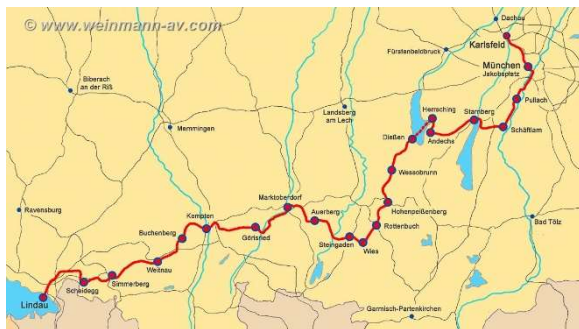 © www.weinmann-av.com
Dachau
Karlsfeld
Fürstenfeldbruck
München
Jakobsplatz
Biberach
an der Riß
Pullach
Herrsching
Starnberg
Landsberg
am Lech
Memmingen
Schäftlarn
Dießen
Andechs
Wessobrunn
Marktoberdorf
Ravensburg
Kempten
Auerberg
Hohenpeißenberg
Bad Tölz
Buchenberg
Rottenbuch
Görisried
Steingaden
Wies
Weitnau
Simmerberg
Scheidegg
Lindau
Garmisch-Partenkirchen